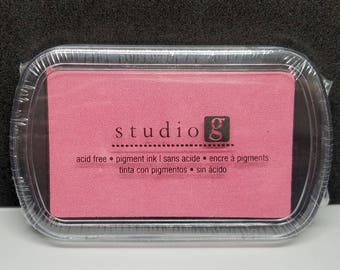 studio g
acid free • pigment ink | sans acide • encre à pigments
tinta con pigmentos • sin ácido